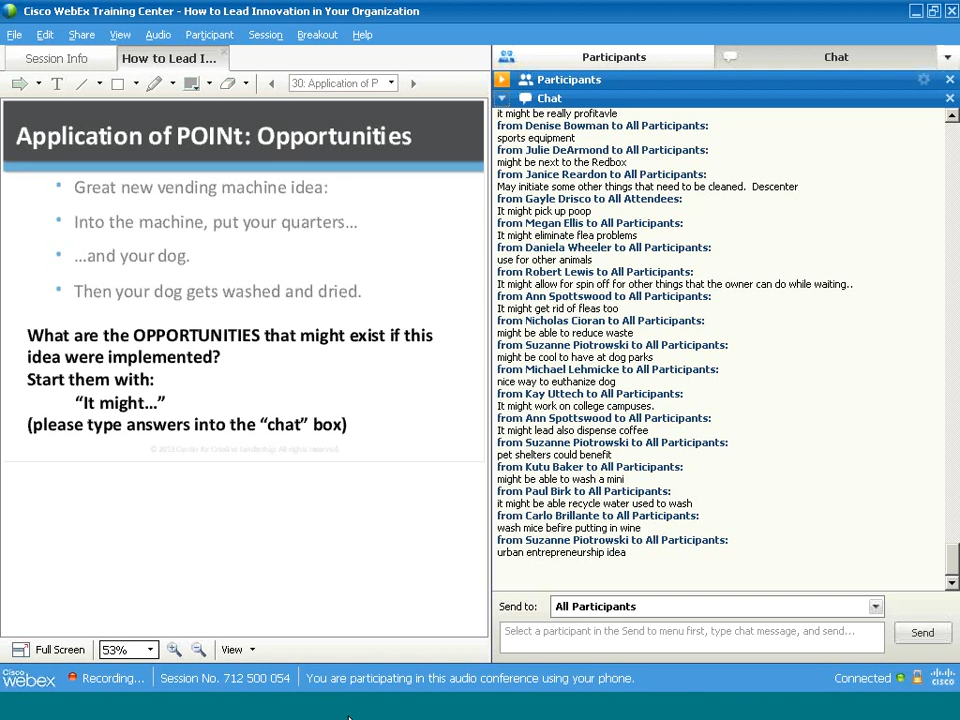 Cisco WebEx Training Center - How to Lead Innovation in Your Organization
File Edit Share View Audio Participant Session Breakout Help
Session Info How to Lead I... Participants Chat
T 30: Application of P
Participants
Chat
Application of POINt: Opportunities
• Great new vending machine idea:
• Into the machine, put your quarters…
• …and your dog.
• Then your dog gets washed and dried.
What are the OPPORTUNITIES that might exist if this
idea were implemented?
Start them with:
“It might…”
(please type answers into the “chat” box)
© 2013 Center for Creative Leadership. All rights reserved.
it might be really profitavle
from Denise Bowman to All Participants:
sports equipment
from Julie DeArmond to All Participants:
might be next to the Redbox
from Janice Reardon to All Participants:
May initiate some other things that need to be cleaned. Descenter
from Gayle Drisco to All Attendees:
It might pick up poop
from Megan Ellis to All Participants:
It might eliminate flea problems
from Daniela Wheeler to All Participants:
use for other animals
from Robert Lewis to All Participants:
It might allow for spin off for other things that the owner can do while waiting..
from Ann Spottswood to All Participants:
It might get rid of fleas too
from Nicholas Cioran to All Participants:
might be able to reduce waste
from Suzanne Piotrowski to All Participants:
might be cool to have at dog parks
from Michael Lehmicke to All Participants:
nice way to euthanize dog
from Kay Uttech to All Participants:
It might work on college campuses.
from Ann Spottswood to All Participants:
It might lead also dispense coffee
from Suzanne Piotrowski to All Participants:
pet shelters could benefit
from Kutu Baker to All Participants:
might be able to wash a mini
from Paul Birk to All Participants:
it might be able recycle water used to wash
from Carlo Brillante to All Participants:
wash mice befire putting in wine
from Suzanne Piotrowski to All Participants:
urban entrepreneurship idea
Send to: All Participants
Select a participant in the Send to menu first, type chat message, and send...
Send
Full Screen 53% View
Cisco webex Recording... Session No. 712 500 054 You are participating in this audio conference using your phone. Connected cisco